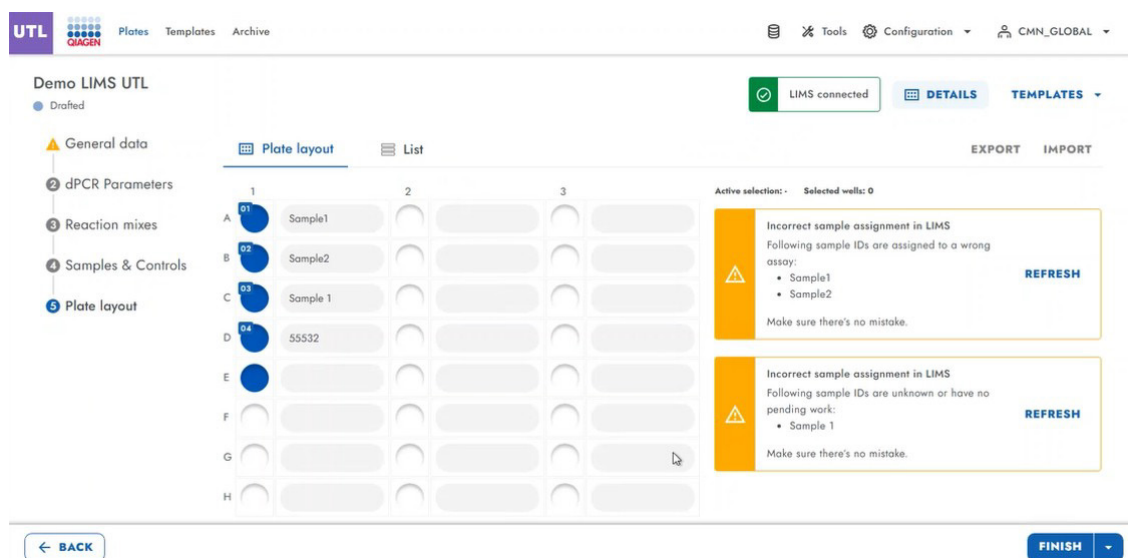 UTL
QIAGEN
Plates Templates Archive
Tools Configuration CMN_GLOBAL
Demo LIMS UTL
Drafted
LIMS connected
DETAILS
TEMPLATES
General data
2 dPCR Parameters
3 Reaction mixes
4 Samples & Controls
5 Plate layout
Plate layout List
EXPORT IMPORT
1 2 3
A 01 Sample1
B 02 Sample2
C 03 Sample 1
D 04 55532
E
F
G
H
Active selection: - Selected wells: 0
Incorrect sample assignment in LIMS
Following sample IDs are assigned to a wrong
assay:
• Sample1
• Sample2
Make sure there's no mistake.
REFRESH
Incorrect sample assignment in LIMS
Following sample IDs are unknown or have no
pending work:
• Sample 1
Make sure there's no mistake.
REFRESH
BACK
FINISH